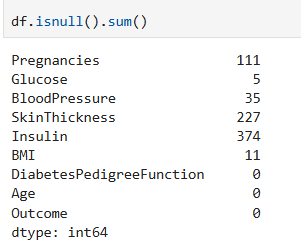 df.isnull().sum()
Pregnancies 111
Glucose 5
BloodPressure 35
SkinThickness 227
Insulin 374
BMI 11
DiabetesPedigreeFunction 0
Age 0
Outcome 0
dtype: int64